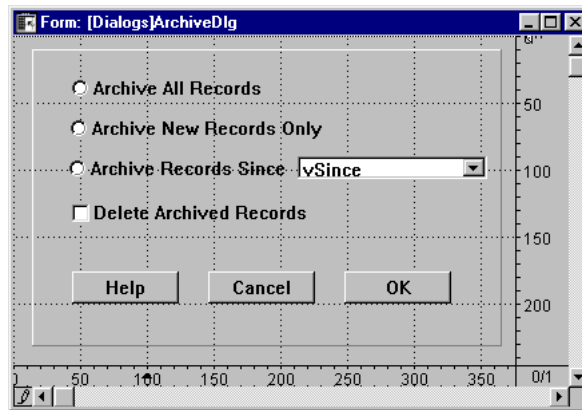 Form: [Dialogs]ArchiveDlg
Archive All Records
50
Archive New Records Only
Archive Records Since vSince
100
Delete Archived Records
150
Help Cancel OK
200
0 50 100 150 200 250 300 350 0/1